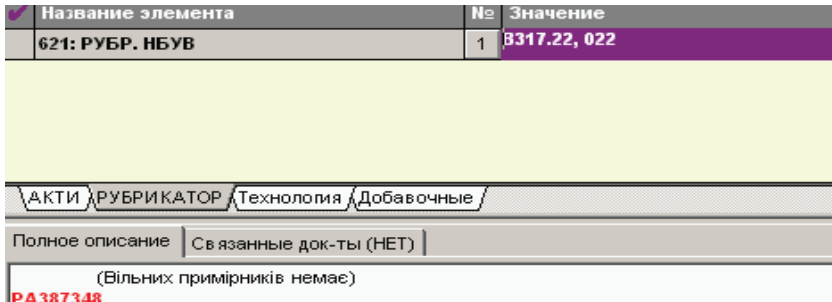 ✔ Название элемента № Значение
621: РУБР. НБУВ 1 В317.22, 022
АКТИ РУБРИКАТОР Технология Добавочные
Полное описание Связанные док-ты (НЕТ)
(Вільних примірників немає)
РА387348